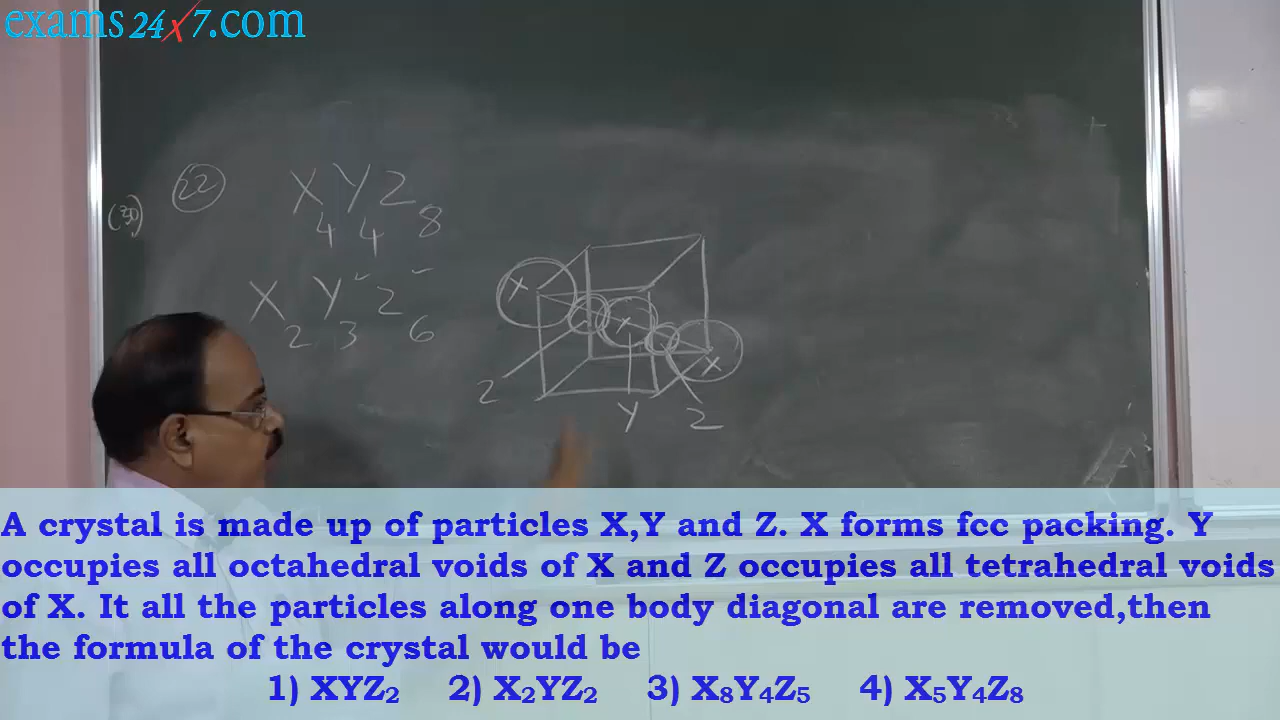 exams24x7.com
(30)
22
X₄Y₄Z₈
X₂Y₃Z₆
X
X
Z
Y
Z
A crystal is made up of particles X,Y and Z. X forms fcc packing. Y
occupies all octahedral voids of X and Z occupies all tetrahedral voids
of X. It all the particles along one body diagonal are removed,then
the formula of the crystal would be
1) XYZ₂ 2) X₂YZ₂ 3) X₈Y₄Z₅ 4) X₅Y₄Z₈